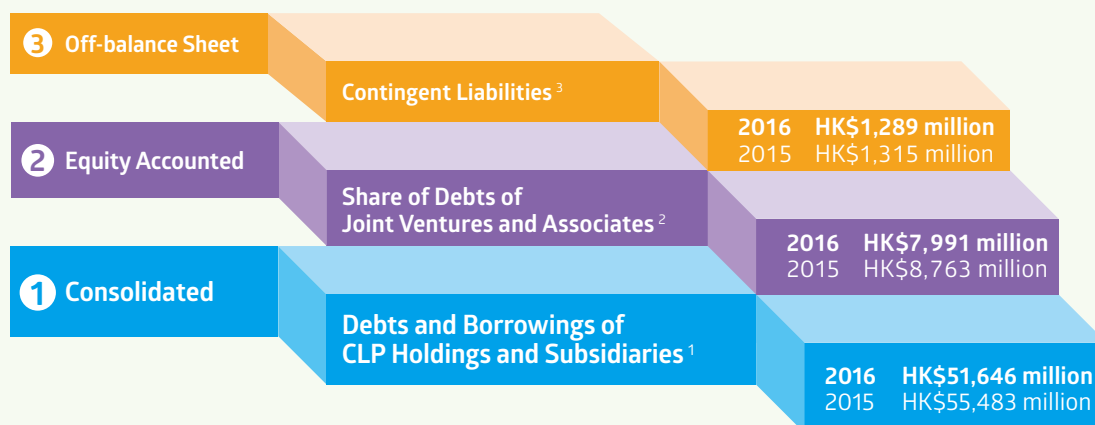 3 Off-balance Sheet
Contingent Liabilities 3
2016 HK$1,289 million
2015 HK$1,315 million
2 Equity Accounted
Share of Debts of
Joint Ventures and Associates 2
2016 HK$7,991 million
2015 HK$8,763 million
1 Consolidated
Debts and Borrowings of
CLP Holdings and Subsidiaries 1
2016 HK$51,646 million
2015 HK$55,483 million